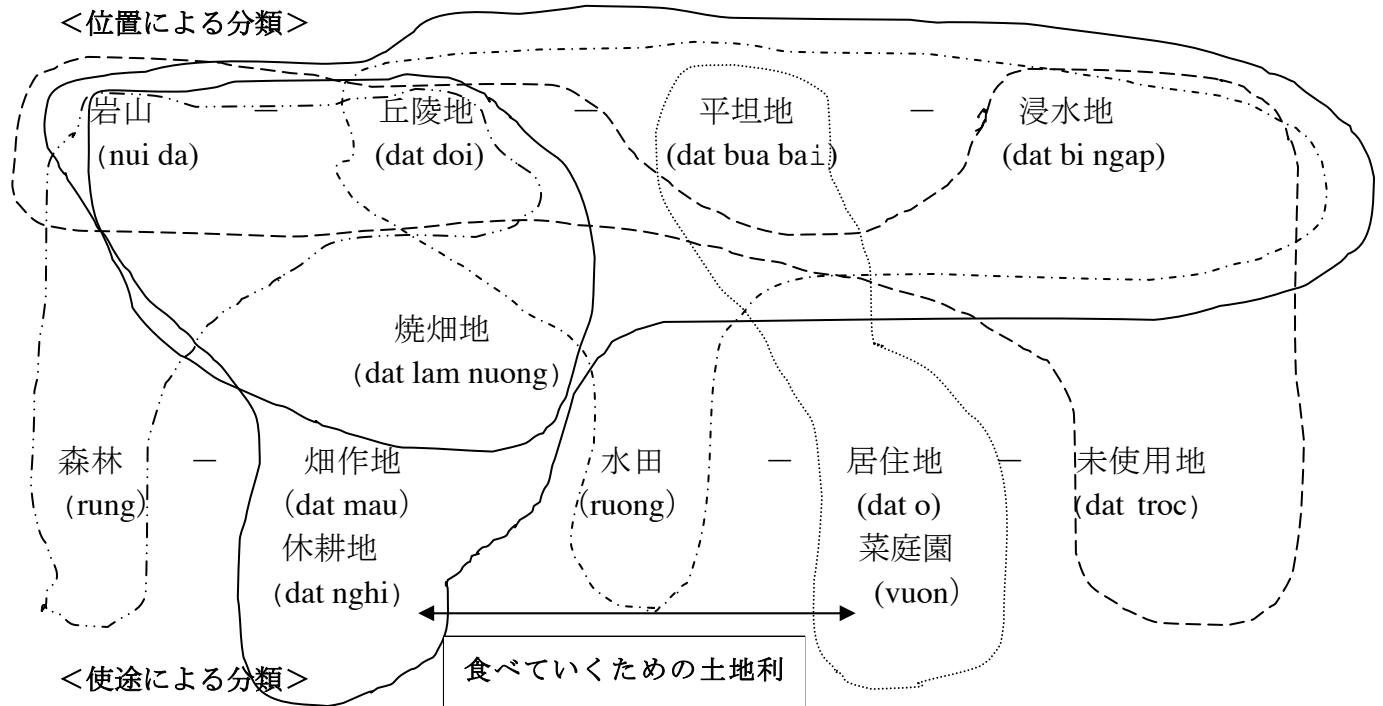 <位置による分類>
岩山 － 丘陵地 － 平坦地 － 浸水地
(nui da) (dat doi) (dat bua bai) (dat bi ngap)
焼畑地
(dat lam nuong)
森林 － 畑作地 水田 － 居住地 － 未使用地
(rung) (dat mau) (ruong) (dat o) (dat troc)
休耕地 菜庭園
(dat nghi) (vuon)
食べていくための土地利
<使途による分類>